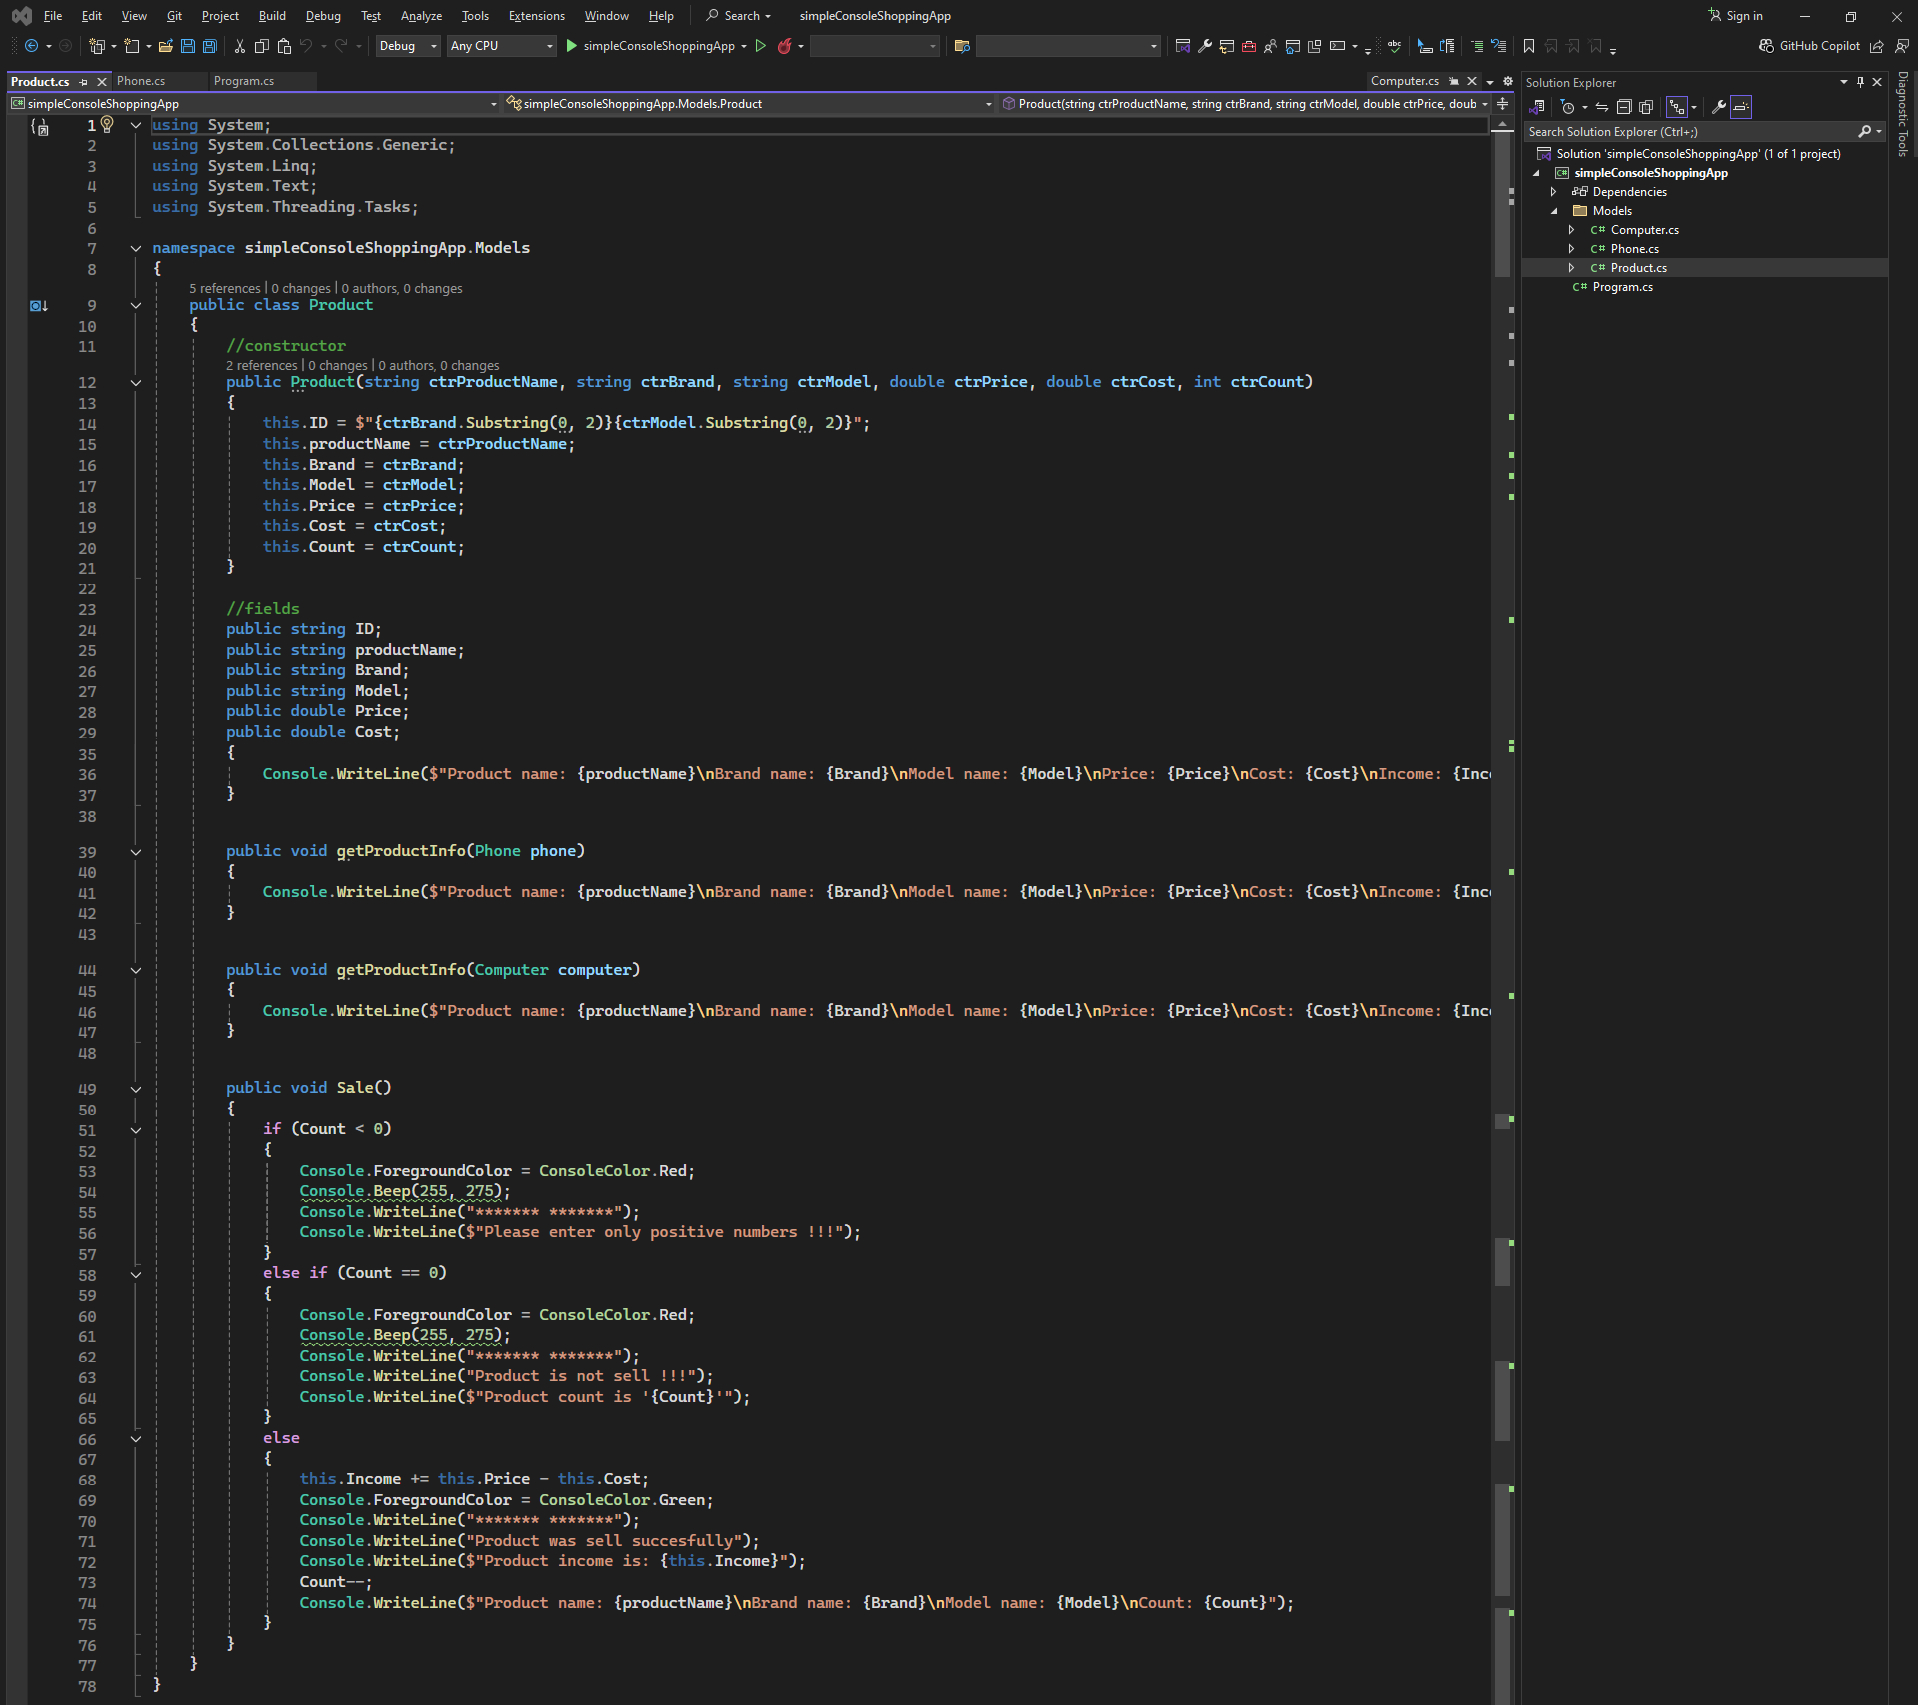 File Edit View Git Project Build Debug Test Analyze Tools Extensions Window Help Search simpleConsoleShoppingApp Sign in
Debug Any CPU simpleConsoleShoppingApp GitHub Copilot
Product.cs Phone.cs Program.cs Computer.cs
simpleConsoleShoppingApp simpleConsoleShoppingApp.Models.Product Product(string ctrProductName, string ctrBrand, string ctrModel, double ctrPrice, doub
1 using System;
2 using System.Collections.Generic;
3 using System.Linq;
4 using System.Text;
5 using System.Threading.Tasks;
6
7 namespace simpleConsoleShoppingApp.Models
8 {
5 references | 0 changes | 0 authors, 0 changes
9 public class Product
10 {
11 //constructor
2 references | 0 changes | 0 authors, 0 changes
12 public Product(string ctrProductName, string ctrBrand, string ctrModel, double ctrPrice, double ctrCost, int ctrCount)
13 {
14 this.ID = $"{ctrBrand.Substring(0, 2)}{ctrModel.Substring(0, 2)}";
15 this.productName = ctrProductName;
16 this.Brand = ctrBrand;
17 this.Model = ctrModel;
18 this.Price = ctrPrice;
19 this.Cost = ctrCost;
20 this.Count = ctrCount;
21 }
22
23 //fields
24 public string ID;
25 public string productName;
26 public string Brand;
27 public string Model;
28 public double Price;
29 public double Cost;
35 {
36 Console.WriteLine($"Product name: {productName}\nBrand name: {Brand}\nModel name: {Model}\nPrice: {Price}\nCost: {Cost}\nIncome: {Inc
37 }
38
39 public void getProductInfo(Phone phone)
40 {
41 Console.WriteLine($"Product name: {productName}\nBrand name: {Brand}\nModel name: {Model}\nPrice: {Price}\nCost: {Cost}\nIncome: {Inc
42 }
43
44 public void getProductInfo(Computer computer)
45 {
46 Console.WriteLine($"Product name: {productName}\nBrand name: {Brand}\nModel name: {Model}\nPrice: {Price}\nCost: {Cost}\nIncome: {Inc
47 }
48
49 public void Sale()
50 {
51 if (Count < 0)
52 {
53 Console.ForegroundColor = ConsoleColor.Red;
54 Console.Beep(255, 275);
55 Console.WriteLine("******* *******");
56 Console.WriteLine($"Please enter only positive numbers !!!");
57 }
58 else if (Count == 0)
59 {
60 Console.ForegroundColor = ConsoleColor.Red;
61 Console.Beep(255, 275);
62 Console.WriteLine("******* *******");
63 Console.WriteLine("Product is not sell !!!");
64 Console.WriteLine($"Product count is '{Count}'");
65 }
66 else
67 {
68 this.Income += this.Price - this.Cost;
69 Console.ForegroundColor = ConsoleColor.Green;
70 Console.WriteLine("******* *******");
71 Console.WriteLine("Product was sell succesfully");
72 Console.WriteLine($"Product income is: {this.Income}");
73 Count--;
74 Console.WriteLine($"Product name: {productName}\nBrand name: {Brand}\nModel name: {Model}\nCount: {Count}");
75 }
76 }
77 }
78 }
Solution Explorer
Search Solution Explorer (Ctrl+;)
Solution 'simpleConsoleShoppingApp' (1 of 1 project)
simpleConsoleShoppingApp
Dependencies
Models
C# Computer.cs
C# Phone.cs
C# Product.cs
C# Program.cs
Diagnostic Tools